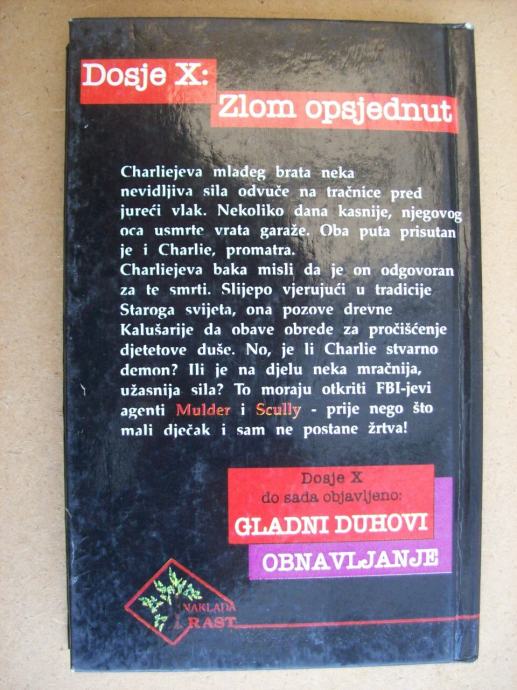 Dosje X:
Zlom opsjednut
Charliejeva mlađeg brata neka
nevidljiva sila odvuče na tračnice pred
jureći vlak. Nekoliko dana kasnije, njegovog
oca usmrte vrata garaže. Oba puta prisutan
je i Charlie, promatra.
Charliejeva baka misli da je on odgovoran
za te smrti. Slijepo vjerujući u tradicije
Staroga svijeta, ona pozove drevne
Kalušarije da obave obrede za pročišćenje
djetetove duše. No, je li Charlie stvarno
demon? Ili je na djelu neka mračnija,
užasnija sila? To moraju otkriti FBI-jevi
agenti Mulder i Scully - prije nego što
mali dječak i sam ne postane žrtva!
Dosje X
do sada objavljeno:
GLADNI DUHOVI
OBNAVLJANJE
NAKLADA
RAST